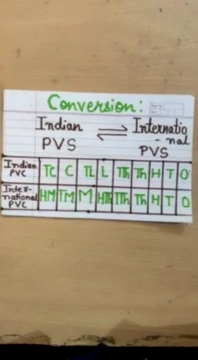 Conversion:
Indian ⇌ Internatio
PVS -nal
PVS
Indian PVC TC C TL L TTh Th H T O
Inter-national PVC HM TM M HTh TTh Th H T O